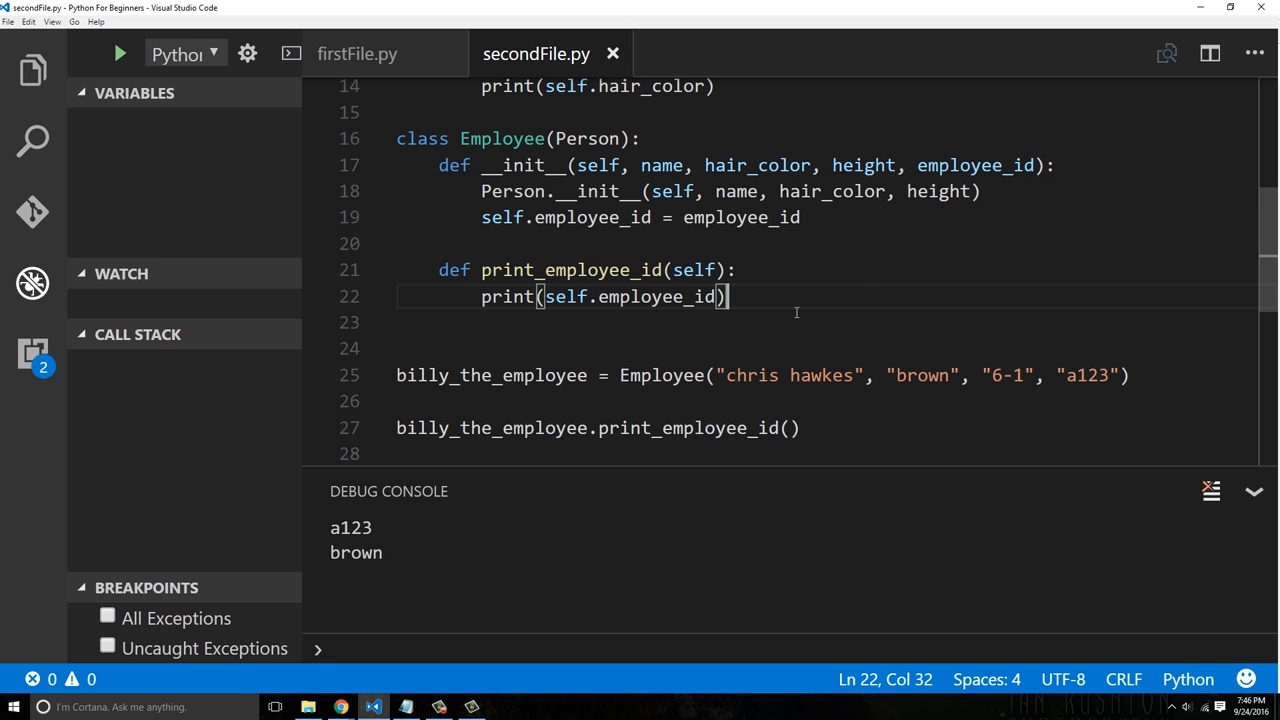 secondFile.py - Python For Beginners - Visual Studio Code
File Edit View Go Help
Python
firstFile.py
secondFile.py
VARIABLES
WATCH
CALL STACK
2
BREAKPOINTS
All Exceptions
Uncaught Exceptions
14 print(self.hair_color)
15
16 class Employee(Person):
17 def __init__(self, name, hair_color, height, employee_id):
18 Person.__init__(self, name, hair_color, height)
19 self.employee_id = employee_id
20
21 def print_employee_id(self):
22 print(self.employee_id)
23
24
25 billy_the_employee = Employee("chris hawkes", "brown", "6-1", "a123")
26
27 billy_the_employee.print_employee_id()
28
DEBUG CONSOLE
a123
brown
0 0
Ln 22, Col 32 Spaces: 4 UTF-8 CRLF Python
I'm Cortana. Ask me anything.
7:46 PM
9/24/2016